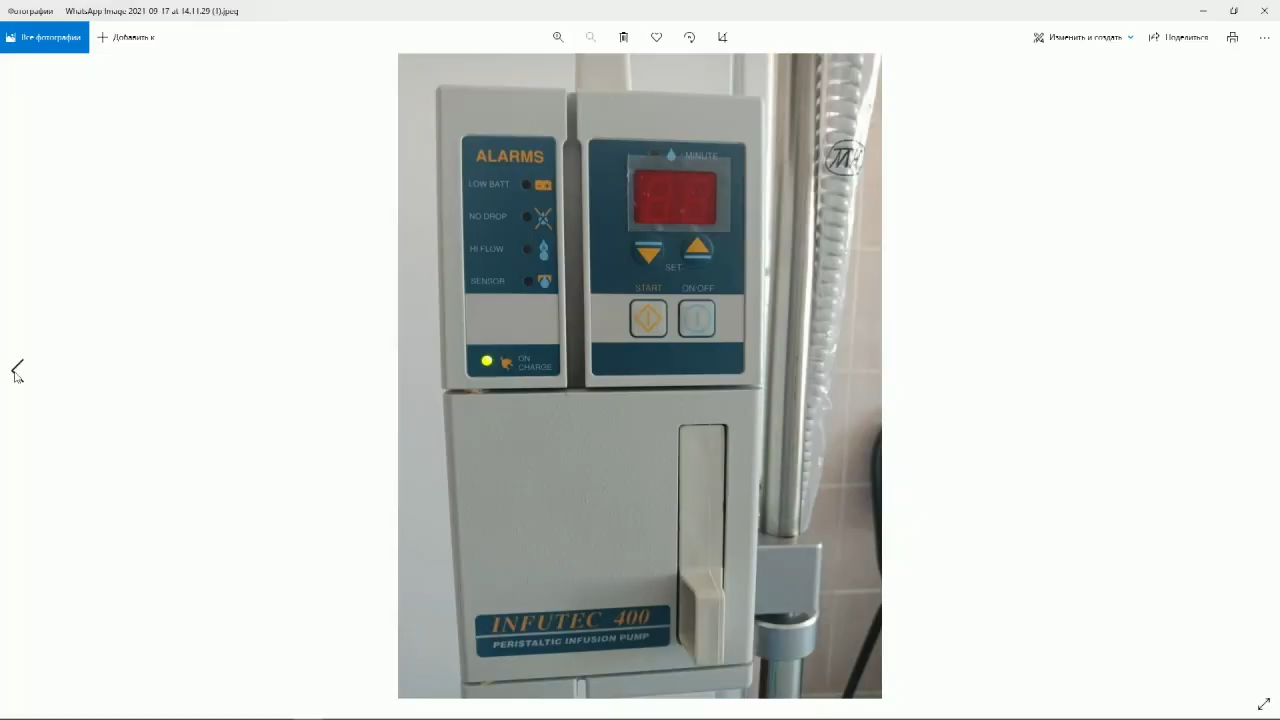 Фотографии    WhatsApp Image 2021-09-17 at 14.11.29 (1).jpeg
Все фотографии    Добавить к    Изменить и создать    Поделиться
ALARMS
LOW BATT
NO DROP
HI FLOW
SENSOR
ON
CHARGE
MINUTE
SET
START    ON/OFF
INFUTEC 400
PERISTALTIC INFUSION PUMP